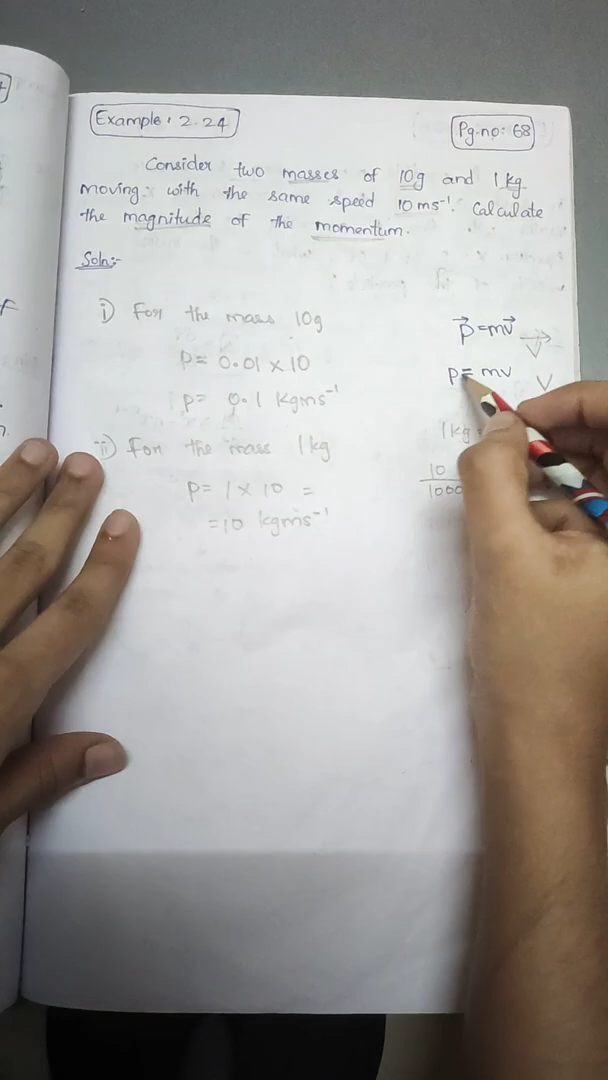 Example: 2.24
Pg.no: 68
Consider two masses of 10g and 1 kg
moving with the same speed 10 ms⁻¹. Calculate
the magnitude of the momentum.
Soln:-
i) For the mass 10g
P = 0.01 × 10
P = 0.1 kgms⁻¹
ii) For the mass 1kg
P = 1 × 10 =
= 10 kgms⁻¹
p⃗ = mv⃗
v⃗
P = mv
V
1kg =
10
1000